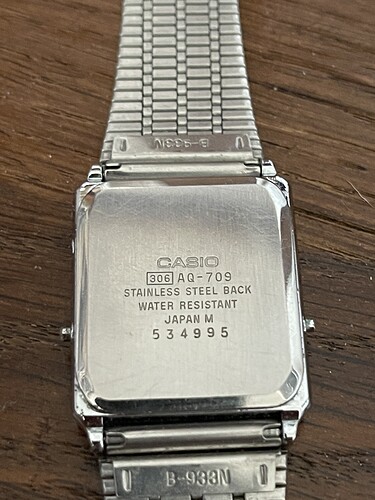 B-933N
CASIO
306 AQ-709
STAINLESS STEEL BACK
WATER RESISTANT
JAPAN M
534995
B-933N